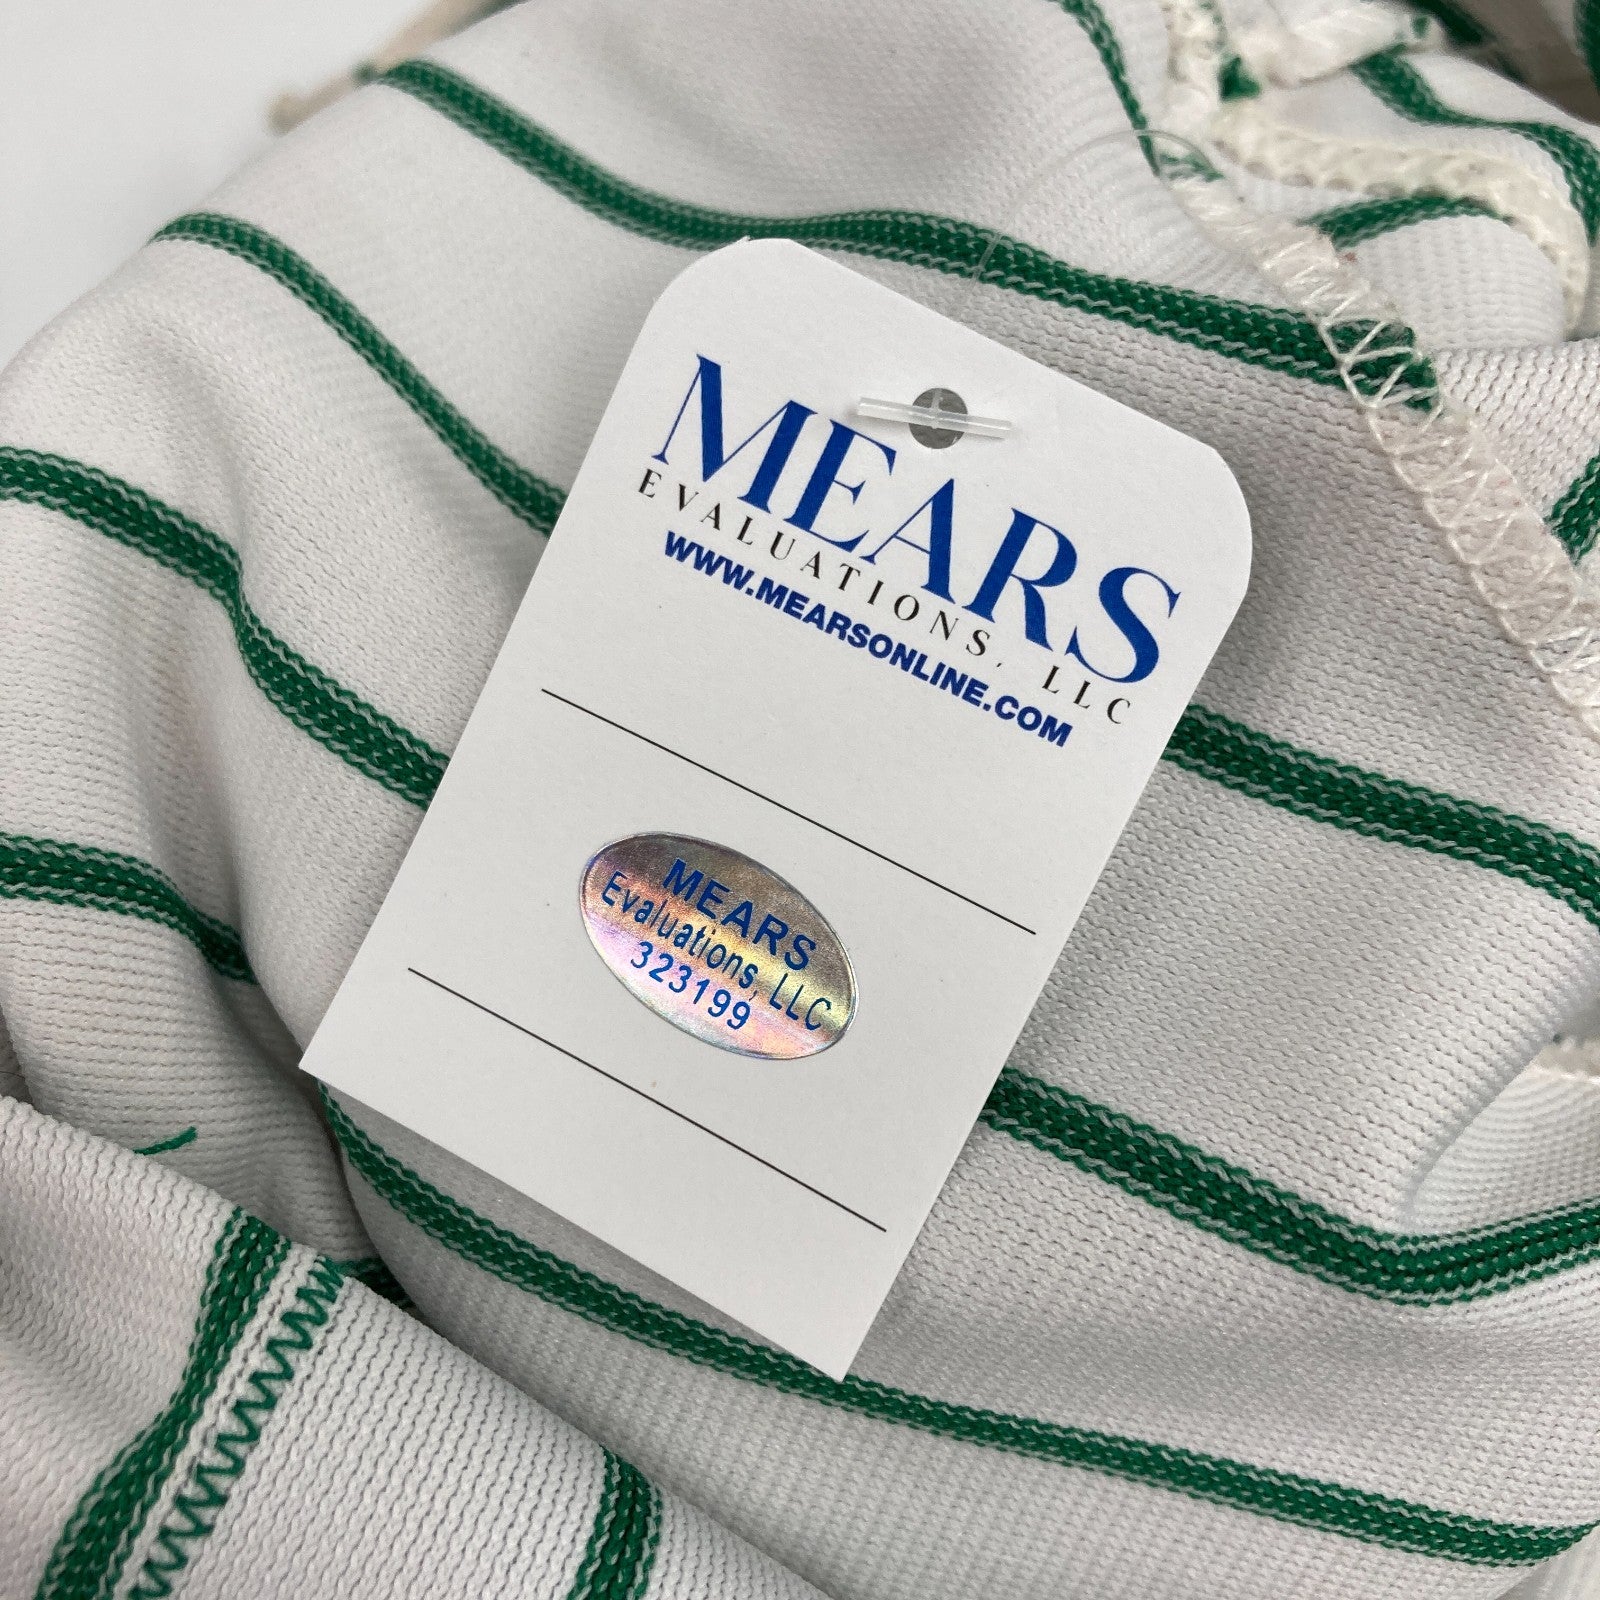 MEARS
EVALUATIONS, LLC
WWW.MEARSONLINE.COM
MEARS
Evaluations, LLC
323199